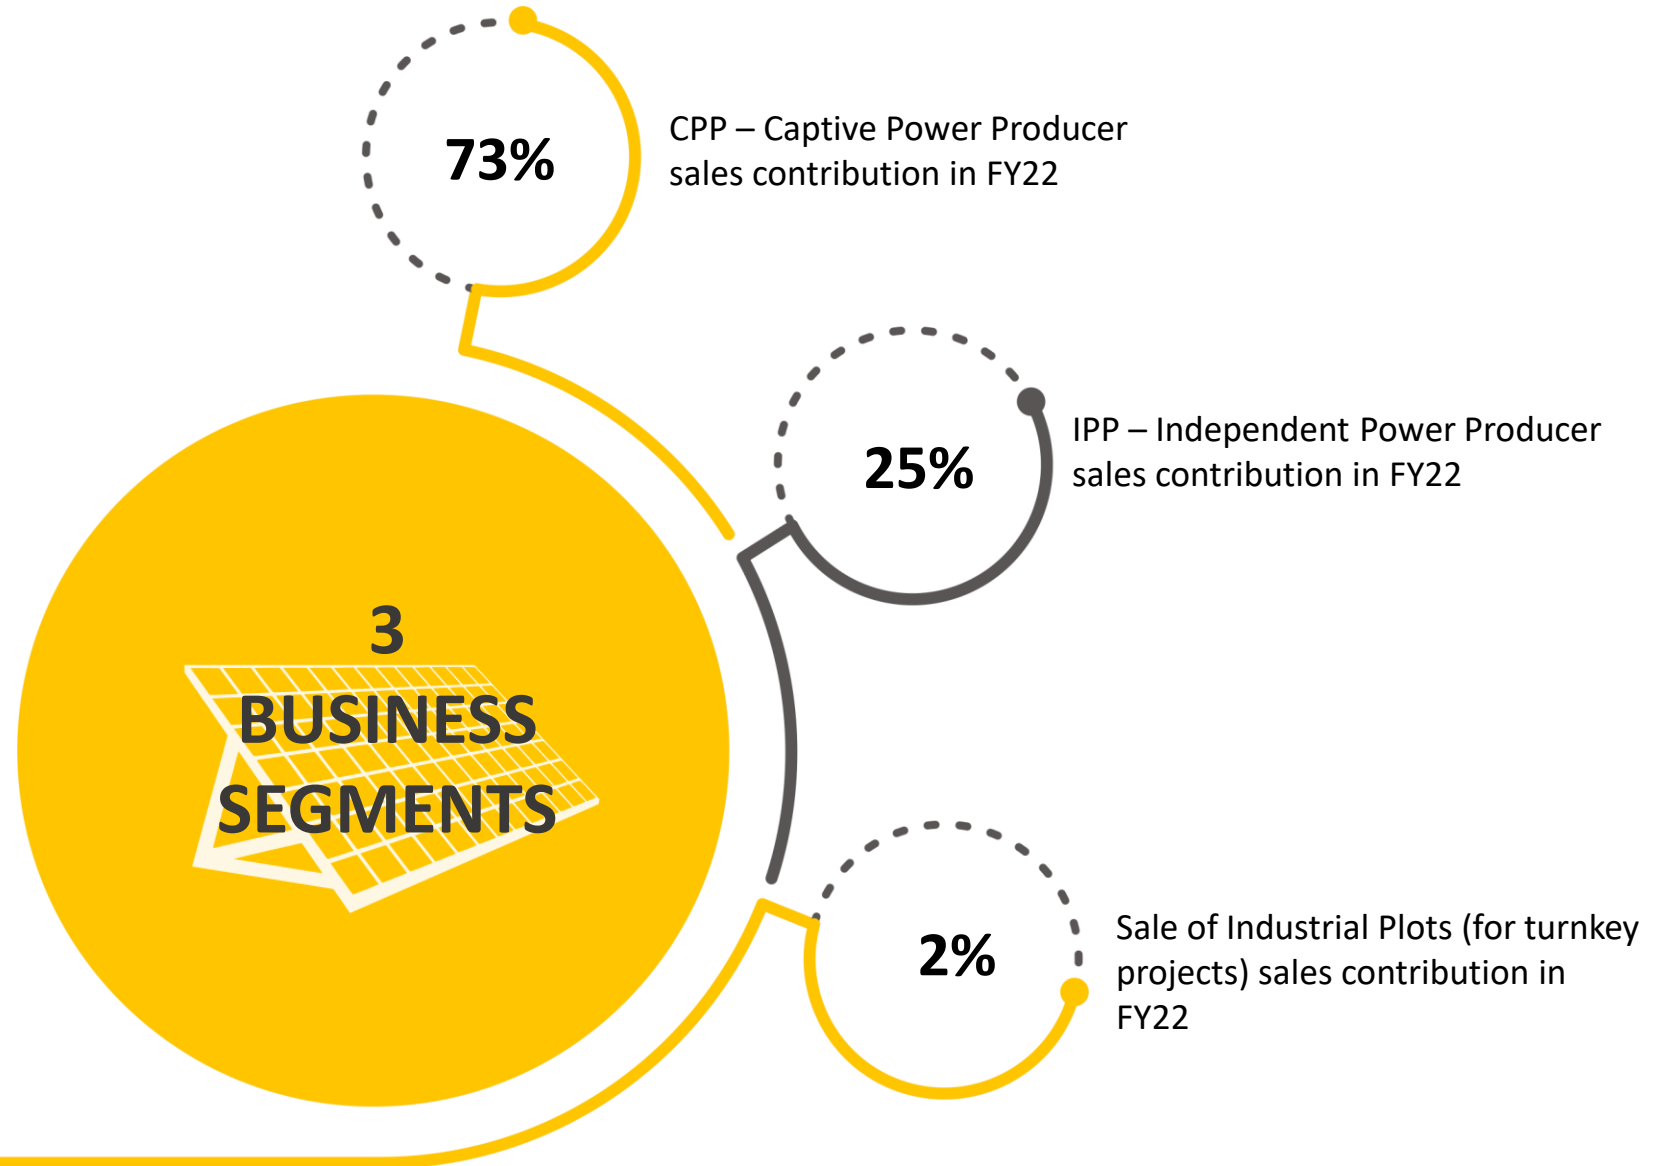 73%
CPP – Captive Power Producer
sales contribution in FY22
25%
IPP – Independent Power Producer
sales contribution in FY22
3
BUSINESS
SEGMENTS
2%
Sale of Industrial Plots (for turnkey
projects) sales contribution in
FY22